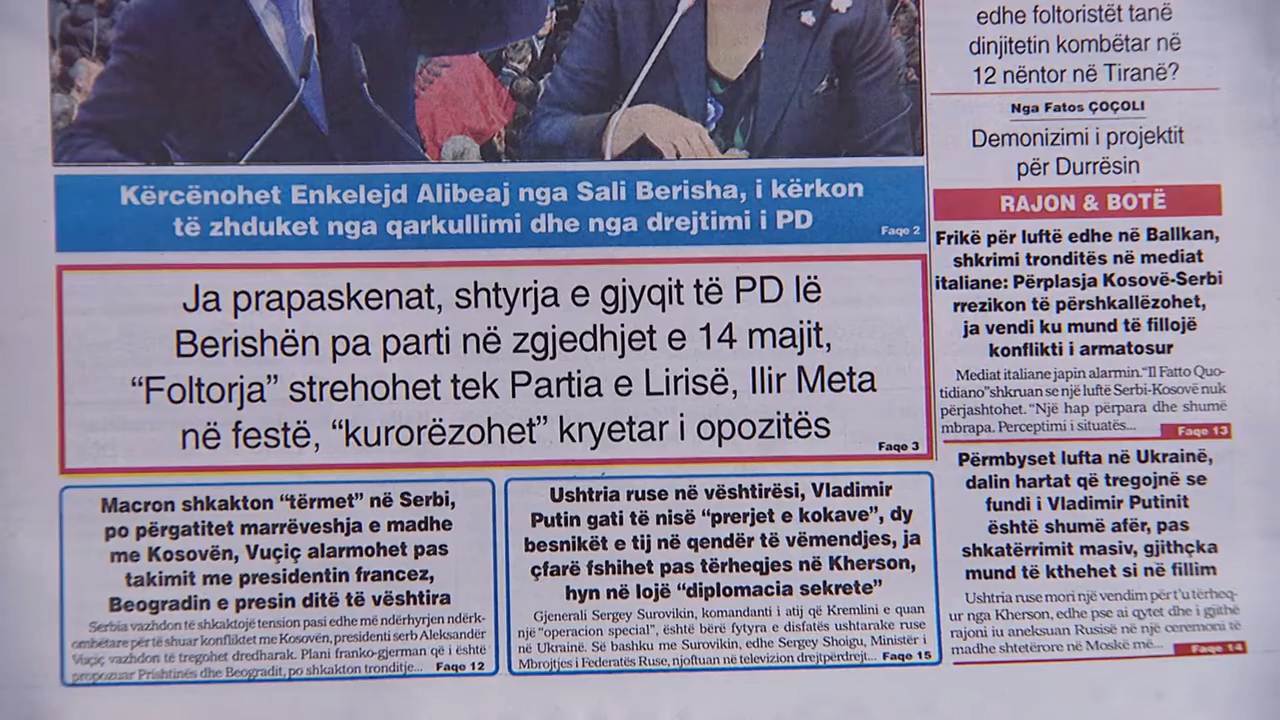 Kërcënohet Enkelejd Alibeaj nga Sali Berisha, i kërkon
të zhduket nga qarkullimi dhe nga drejtimi i PD
Faqe 2
Ja prapaskenat, shtyrja e gjyqit të PD lë
Berishën pa parti në zgjedhjet e 14 majit,
“Foltorja” strehohet tek Partia e Lirisë, Ilir Meta
në festë, “kurorëzohet” kryetar i opozitës
Faqe 3
Macron shkakton “tërmet” në Serbi,
po përgatitet marrëveshja e madhe
me Kosovën, Vuçiç alarmohet pas
takimit me presidentin francez,
Beogradin e presin ditë të vështira
Serbia vazhdon të shkaktojë tension pasi edhe me ndërhyrjen ndërk-
ombëtare për të shuar konfliktet me Kosovën, presidenti serb Aleksandër
Vuçiç vazhdon të tregohet dredharak. Plani franko-gjerman që i është
propozuar Prishtinës dhe Beogradit, po shkakton tronditje... Faqe 12
Ushtria ruse në vështirësi, Vladimir
Putin gati të nisë “prerjet e kokave”, dy
besnikët e tij në qendër të vëmendjes, ja
çfarë fshihet pas tërheqjes në Kherson,
hyn në lojë “diplomacia sekrete”
Gjenerali Sergey Surovikin, komandanti i atij që Kremlini e quan
një “operacion special”, është bërë fytyra e disfatës ushtarake ruse
në Ukrainë. Së bashku me Surovikin, edhe Sergey Shoigu, Ministër i
Mbrojtjes i Federatës Ruse, njoftuan në televizion drejtpërdrejt... Faqe 15
edhe foltoristët tanë
dinjitetin kombëtar në
12 nëntor në Tiranë?
Nga Fatos ÇOÇOLI
Demonizimi i projektit
për Durrësin
RAJON & BOTË
Frikë për luftë edhe në Ballkan,
shkrimi tronditës në mediat
italiane: Përplasja Kosovë-Serbi
rrezikon të përshkallëzohet,
ja vendi ku mund të fillojë
konflikti i armatosur
Mediat italiane japin alarmin. “Il Fatto Quo-
tidiano”shkruan se një luftë Serbi-Kosovë nuk
përjashtohet. “Një hap përpara dhe shumë
mbrapa. Perceptimi i situatës...
Faqe 13
Përmbyset lufta në Ukrainë,
dalin hartat që tregojnë se
fundi i Vladimir Putinit
është shumë afër, pas
shkatërrimit masiv, gjithçka
mund të kthehet si në fillim
Ushtria ruse mori një vendim për t'u tërheq-
ur nga Kherson, edhe pse ai qytet dhe i gjithë
rajoni iu aneksuan Rusisë në një ceremoni të
madhe shtetërore në Moskë më...
Faqe 14